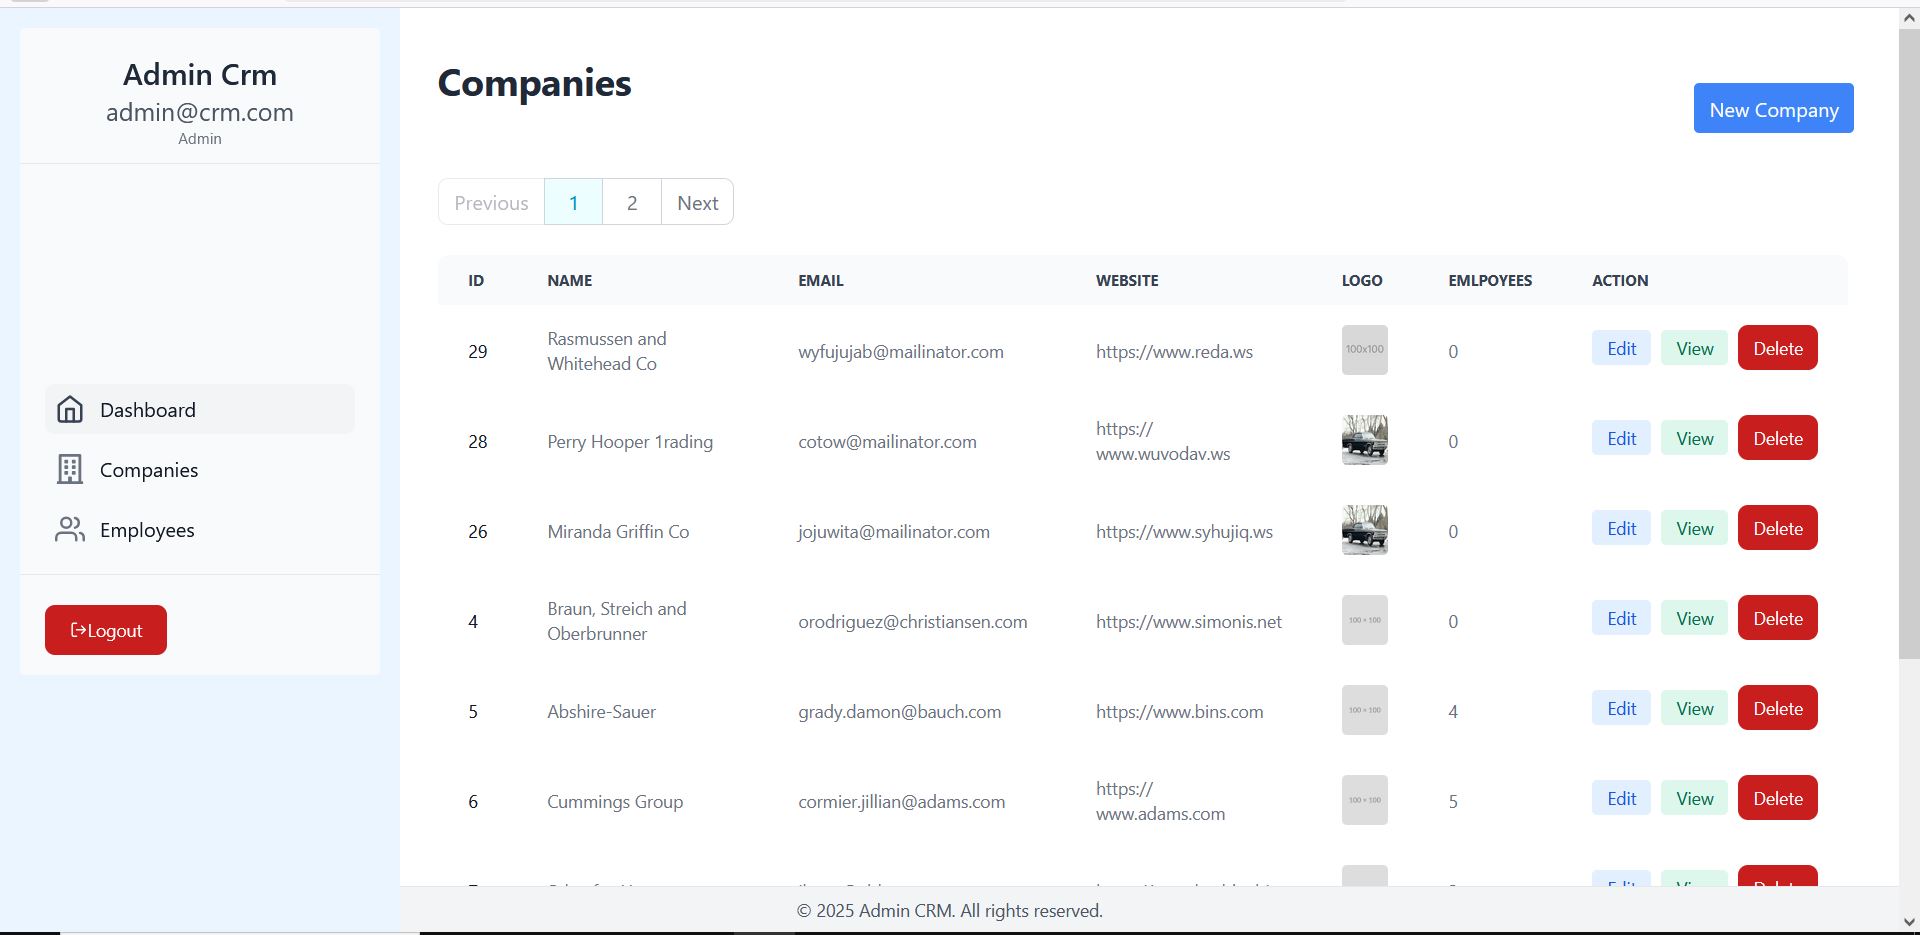 Admin Crm
admin@crm.com
Admin
Dashboard
Companies
Employees
Logout
Companies
New Company
Previous 1 2 Next
ID NAME EMAIL WEBSITE LOGO EMLPOYEES ACTION
29 Rasmussen and Whitehead Co wyfujujab@mailinator.com https://www.reda.ws 100x100 0 Edit View Delete
28 Perry Hooper 1rading cotow@mailinator.com https://www.wuvodav.ws 0 Edit View Delete
26 Miranda Griffin Co jojuwita@mailinator.com https://www.syhujiq.ws 0 Edit View Delete
4 Braun, Streich and Oberbrunner orodriguez@christiansen.com https://www.simonis.net 100 × 100 0 Edit View Delete
5 Abshire-Sauer grady.damon@bauch.com https://www.bins.com 100 × 100 4 Edit View Delete
6 Cummings Group cormier.jillian@adams.com https://www.adams.com 100 × 100 5 Edit View Delete
Edit View Delete
© 2025 Admin CRM. All rights reserved.